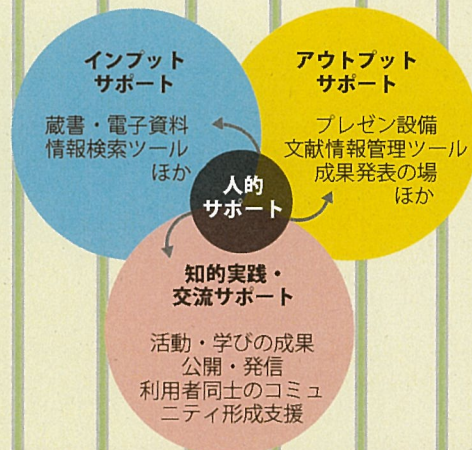 インプット
サポート
蔵書・電子資料
情報検索ツール
ほか
アウトプット
サポート
プレゼン設備
文献情報管理ツール
成果発表の場
ほか
人的
サポート
知的実践・
交流サポート
活動・学びの成果
公開・発信
利用者同士のコミュ
ニティ形成支援